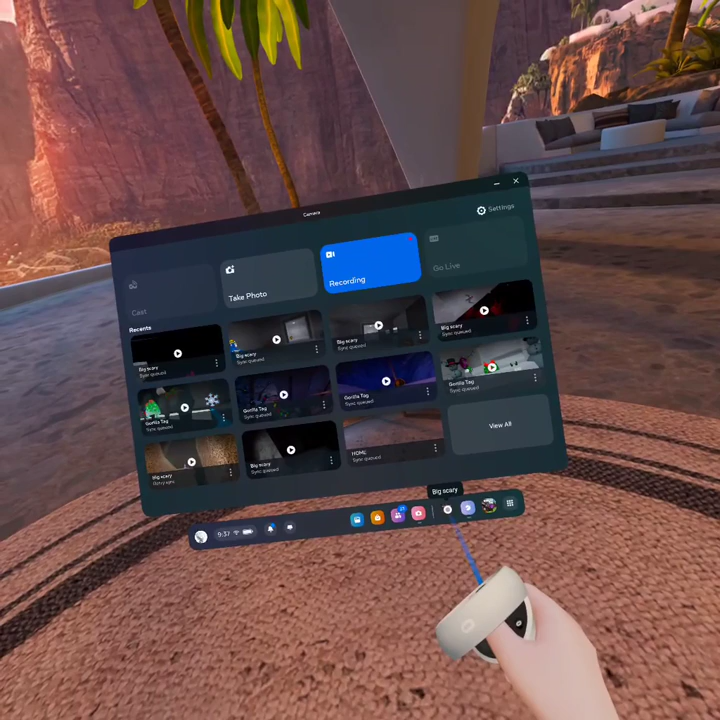 Camera
Settings
Cast
Take Photo
Recording
Go Live
Recents
Big scary
Sync queued
Big scary
Sync queued
Big scary
Sync queued
Big scary
Sync queued
Gorilla Tag
Sync queued
Gorilla Tag
Sync queued
Gorilla Tag
Sync queued
Gorilla Tag
Sync queued
Big scary
Retry sync
Big scary
Sync queued
HOME
Sync queued
View All
Big scary
9:37